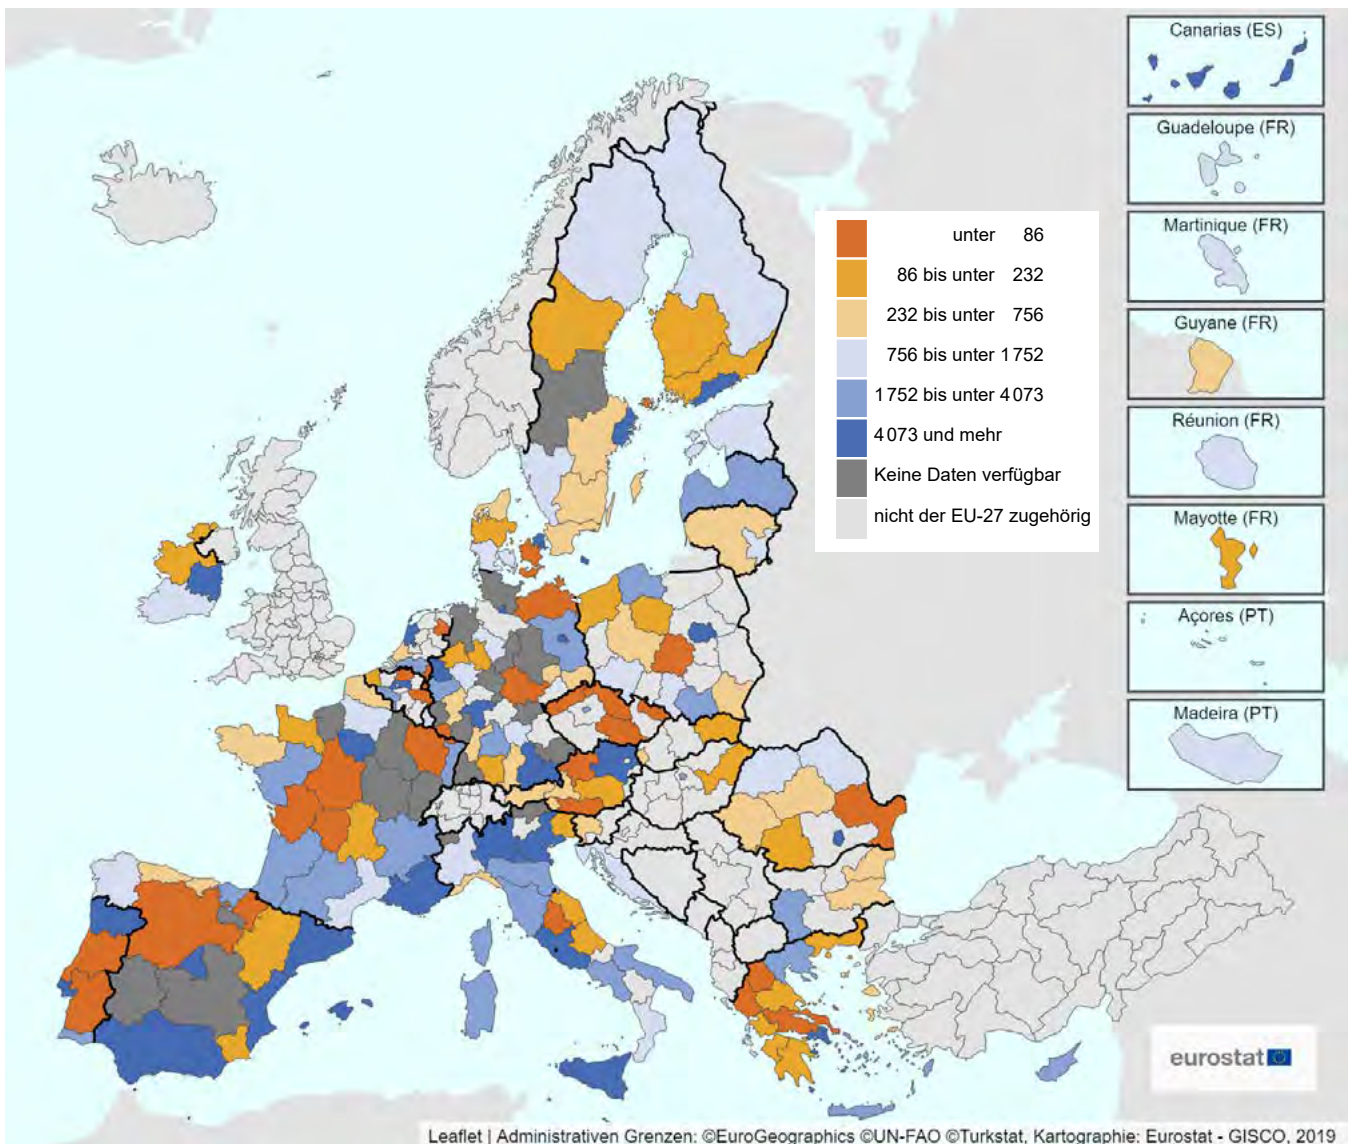 Canarias (ES)
Guadeloupe (FR)
Martinique (FR)
Guyane (FR)
Réunion (FR)
Mayotte (FR)
Açores (PT)
Madeira (PT)
unter 86
86 bis unter 232
232 bis unter 756
756 bis unter 1 752
1 752 bis unter 4 073
4 073 und mehr
Keine Daten verfügbar
nicht der EU-27 zugehörig
eurostat
Leaflet | Administrativen Grenzen: ©EuroGeographics ©UN-FAO ©Turkstat, Kartographie: Eurostat - GISCO, 2019